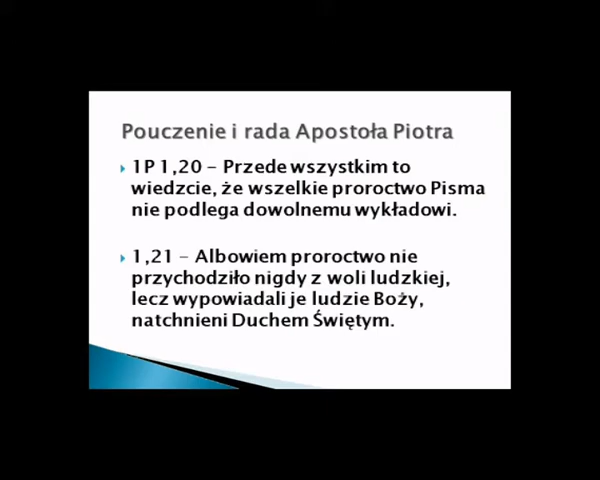 Pouczenie i rada Apostoła Piotra
1P 1,20 – Przede wszystkim to
wiedzcie, że wszelkie proroctwo Pisma
nie podlega dowolnemu wykładowi.
1,21 – Albowiem proroctwo nie
przychodziło nigdy z woli ludzkiej,
lecz wypowiadali je ludzie Boży,
natchnieni Duchem Świętym.